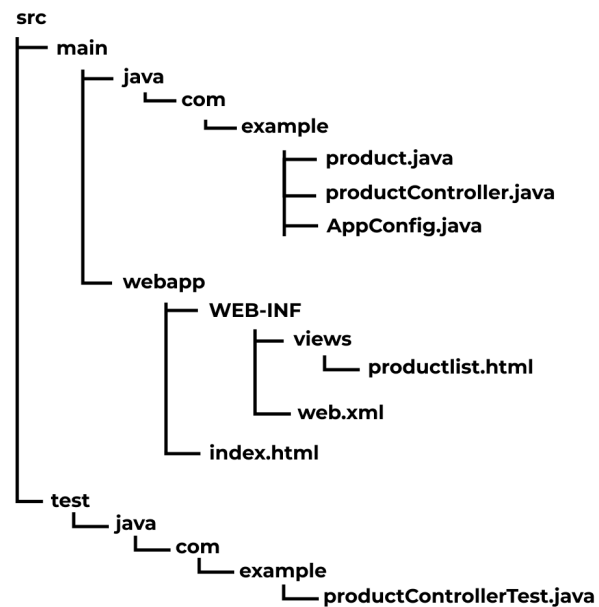 src
main
java
com
example
product.java
productController.java
AppConfig.java
webapp
WEB-INF
views
productlist.html
web.xml
index.html
test
java
com
example
productControllerTest.java